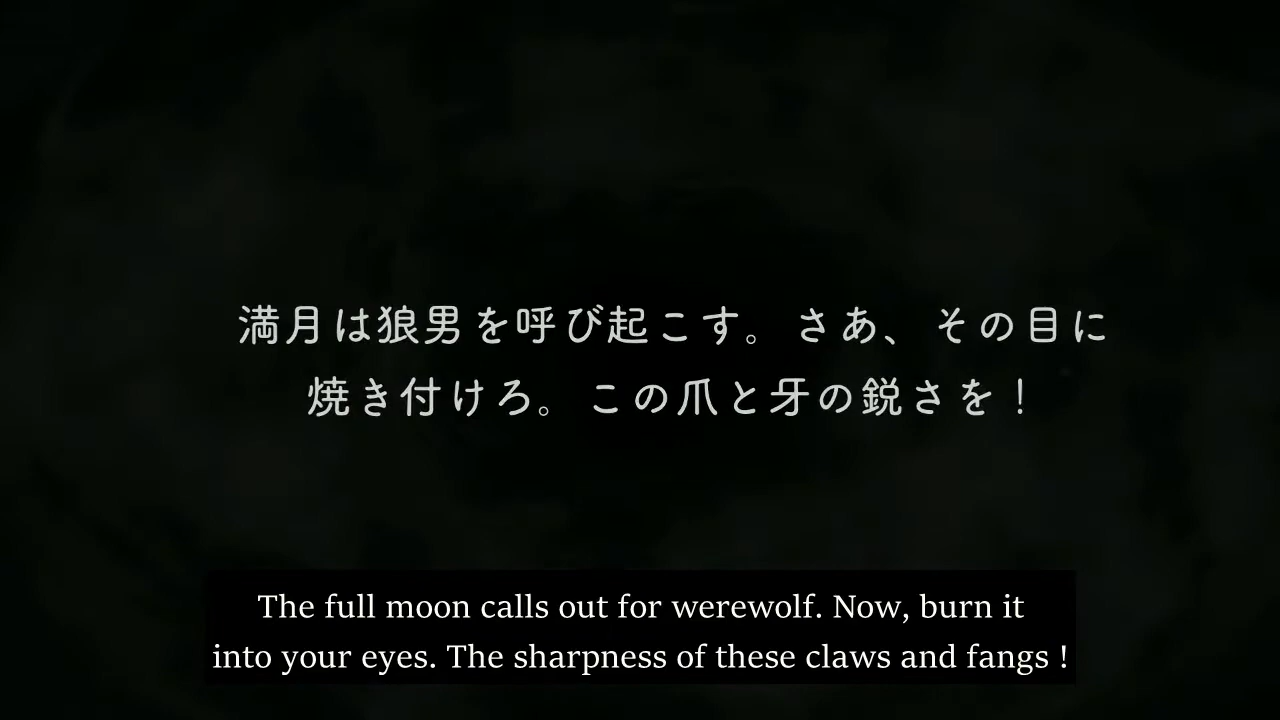 満月は狼男を呼び起こす。 さあ、 その目に
焼き付けろ。 この爪と牙の鋭さを！
The full moon calls out for werewolf. Now, burn it
into your eyes. The sharpness of these claws and fangs !